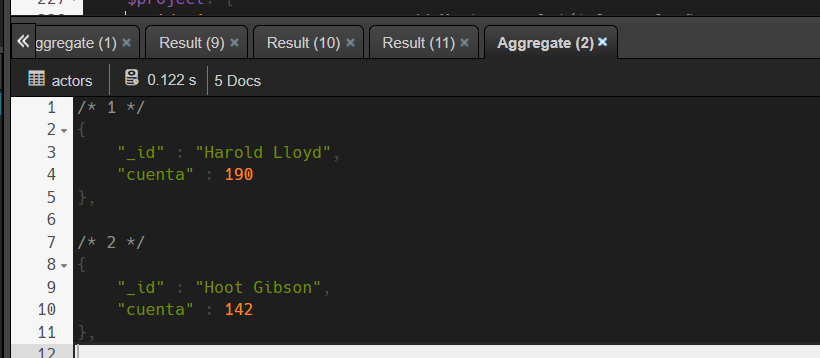 227
$project: {
ggregate (1) ×
Result (9) ×
Result (10) ×
Result (11) ×
Aggregate (2) ×
actors
0.122 s
5 Docs
1 /* 1 */
2 {
3 "_id" : "Harold Lloyd",
4 "cuenta" : 190
5 },
6
7 /* 2 */
8 {
9 "_id" : "Hoot Gibson",
10 "cuenta" : 142
11 },
12